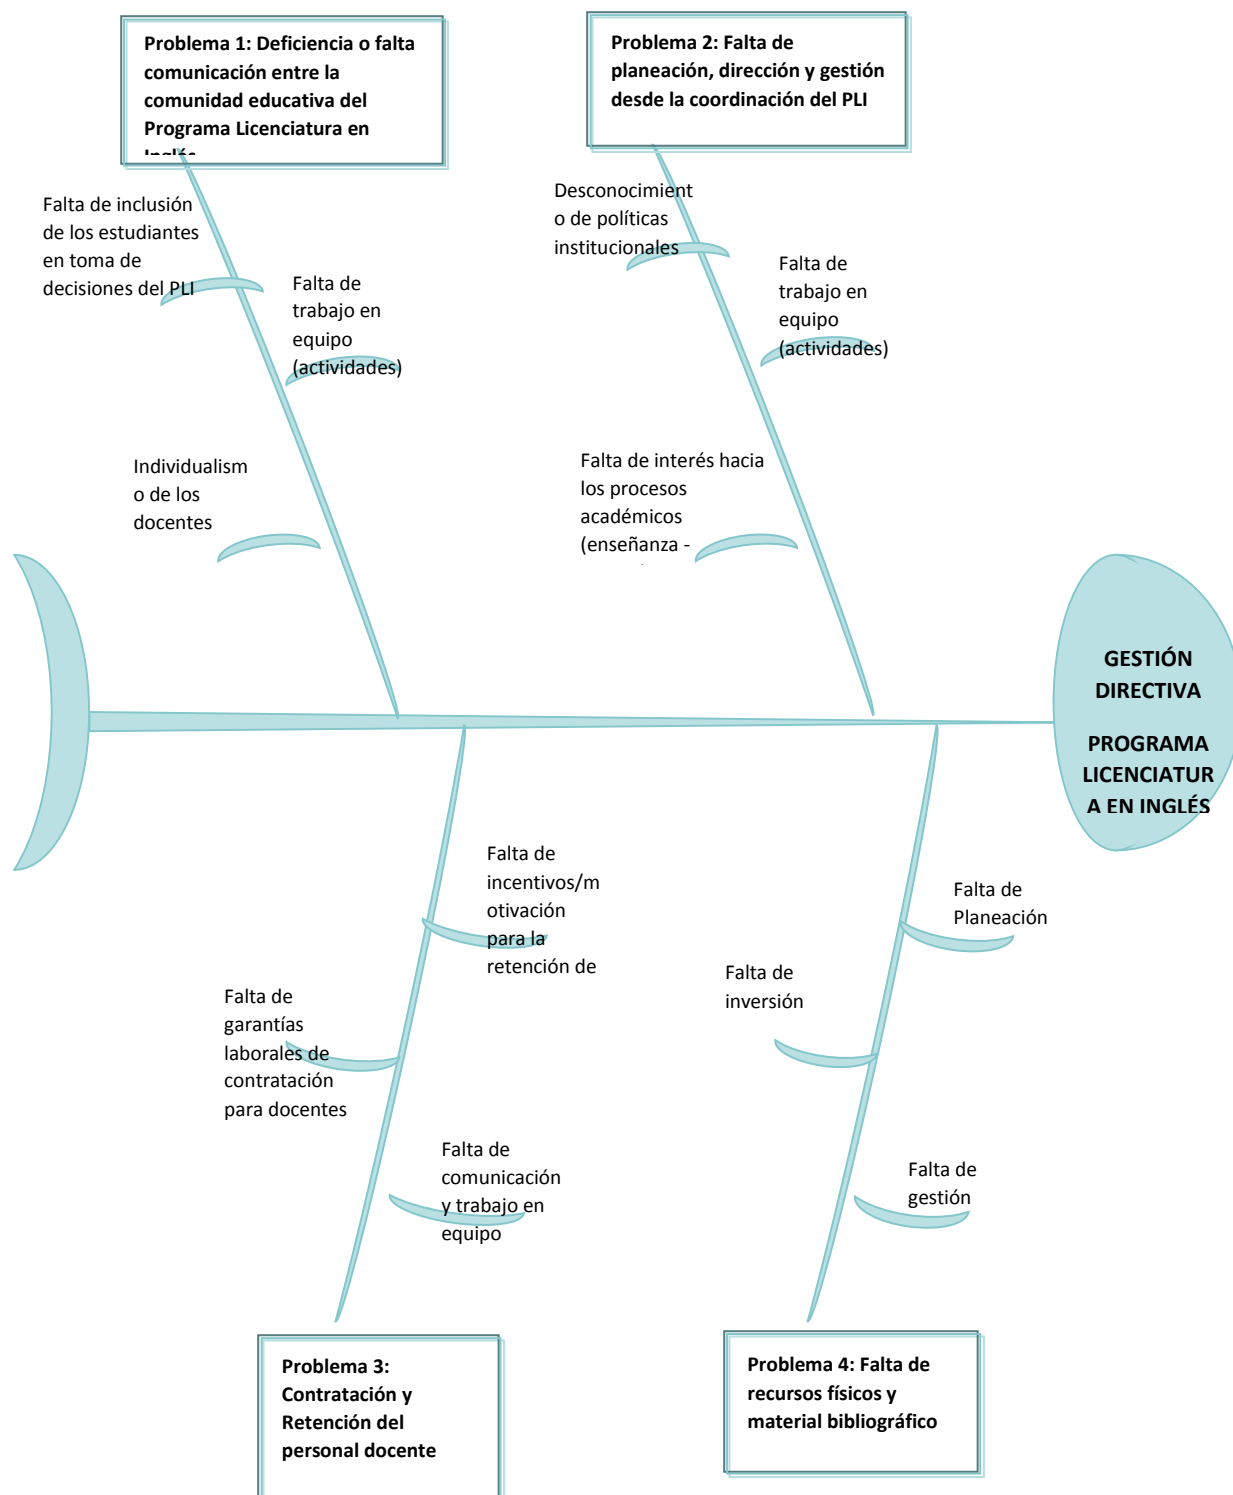 Problema 1: Deficiencia o falta
comunicación entre la
comunidad educativa del
Programa Licenciatura en
Inglés
Problema 2: Falta de
planeación, dirección y gestión
desde la coordinación del PLI
Falta de inclusión
de los estudiantes
en toma de
decisiones del PLI
Falta de
trabajo en
equipo
(actividades)
Individualism
o de los
docentes
Desconocimient
o de políticas
institucionales
Falta de
trabajo en
equipo
(actividades)
Falta de interés hacia
los procesos
académicos
(enseñanza -
GESTIÓN
DIRECTIVA
PROGRAMA
LICENCIATUR
A EN INGLÉS
Falta de
incentivos/m
otivación
para la
retención de
Falta de
garantías
laborales de
contratación
para docentes
Falta de
comunicación
y trabajo en
equipo
Falta de
Planeación
Falta de
inversión
Falta de
gestión
Problema 3:
Contratación y
Retención del
personal docente
Problema 4: Falta de
recursos físicos y
material bibliográfico